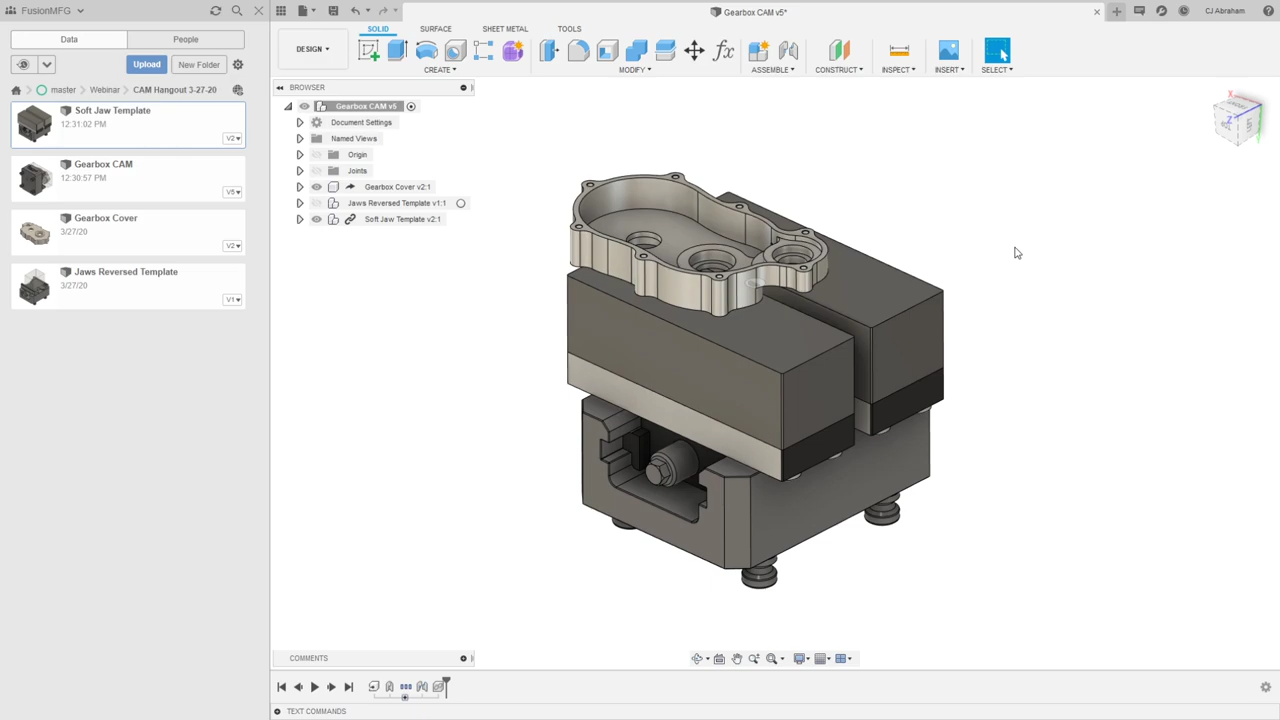 FusionMFG
Gearbox CAM v5*
CJ Abraham
Data
People
Upload
New Folder
master
Webinar
CAM Hangout 3-27-20
Soft Jaw Template
12:31:02 PM
V2
Gearbox CAM
12:30:57 PM
V5
Gearbox Cover
3/27/20
V2
Jaws Reversed Template
3/27/20
V1
SOLID
SURFACE
SHEET METAL
TOOLS
DESIGN
CREATE
MODIFY
ASSEMBLE
CONSTRUCT
INSPECT
INSERT
SELECT
BROWSER
Gearbox CAM v5
Document Settings
Named Views
Origin
Joints
Gearbox Cover v2:1
Jaws Reversed Template v1:1
Soft Jaw Template v2:1
X
Z
COMMENTS
TEXT COMMANDS